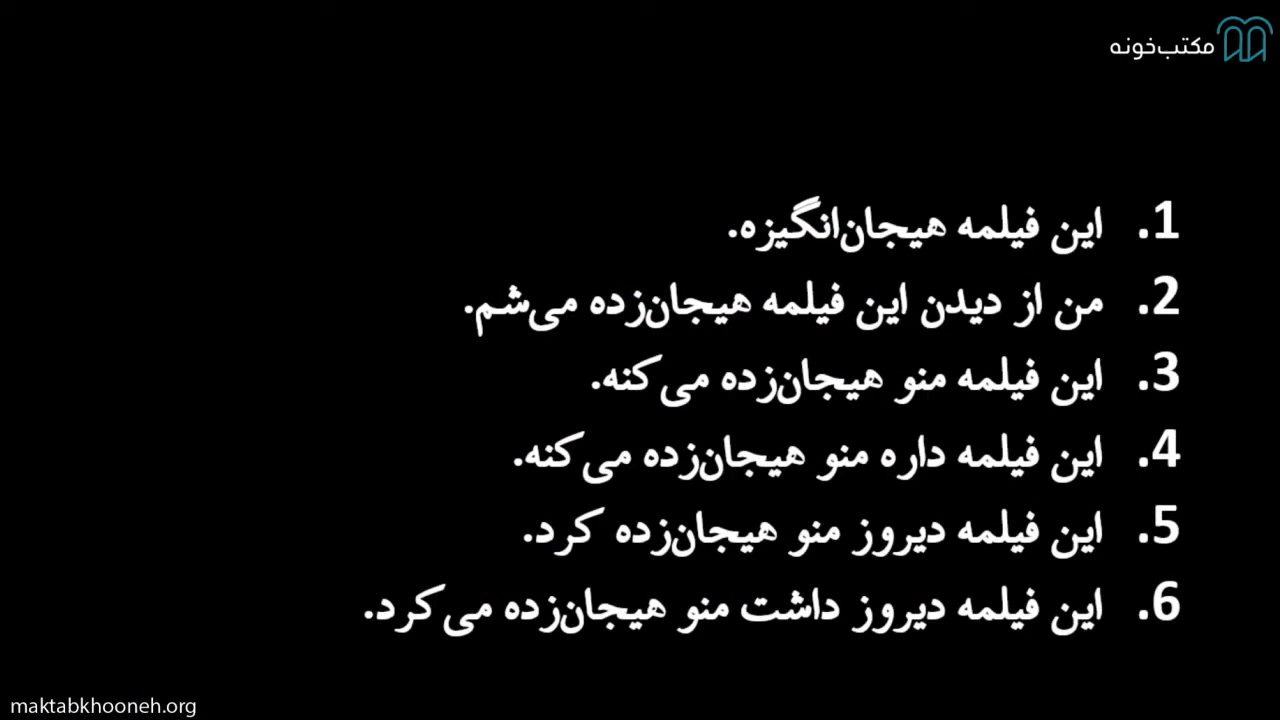 مکتب‌خونه
1. این فیلمه هیجان‌انگیزه.
2. من از دیدن این فیلمه هیجان‌زده می‌شم.
3. این فیلمه منو هیجان‌زده می‌کنه.
4. این فیلمه داره منو هیجان‌زده می‌کنه.
5. این فیلمه دیروز منو هیجان‌زده کرد.
6. این فیلمه دیروز داشت منو هیجان‌زده می‌کرد.
maktabkhooneh.org